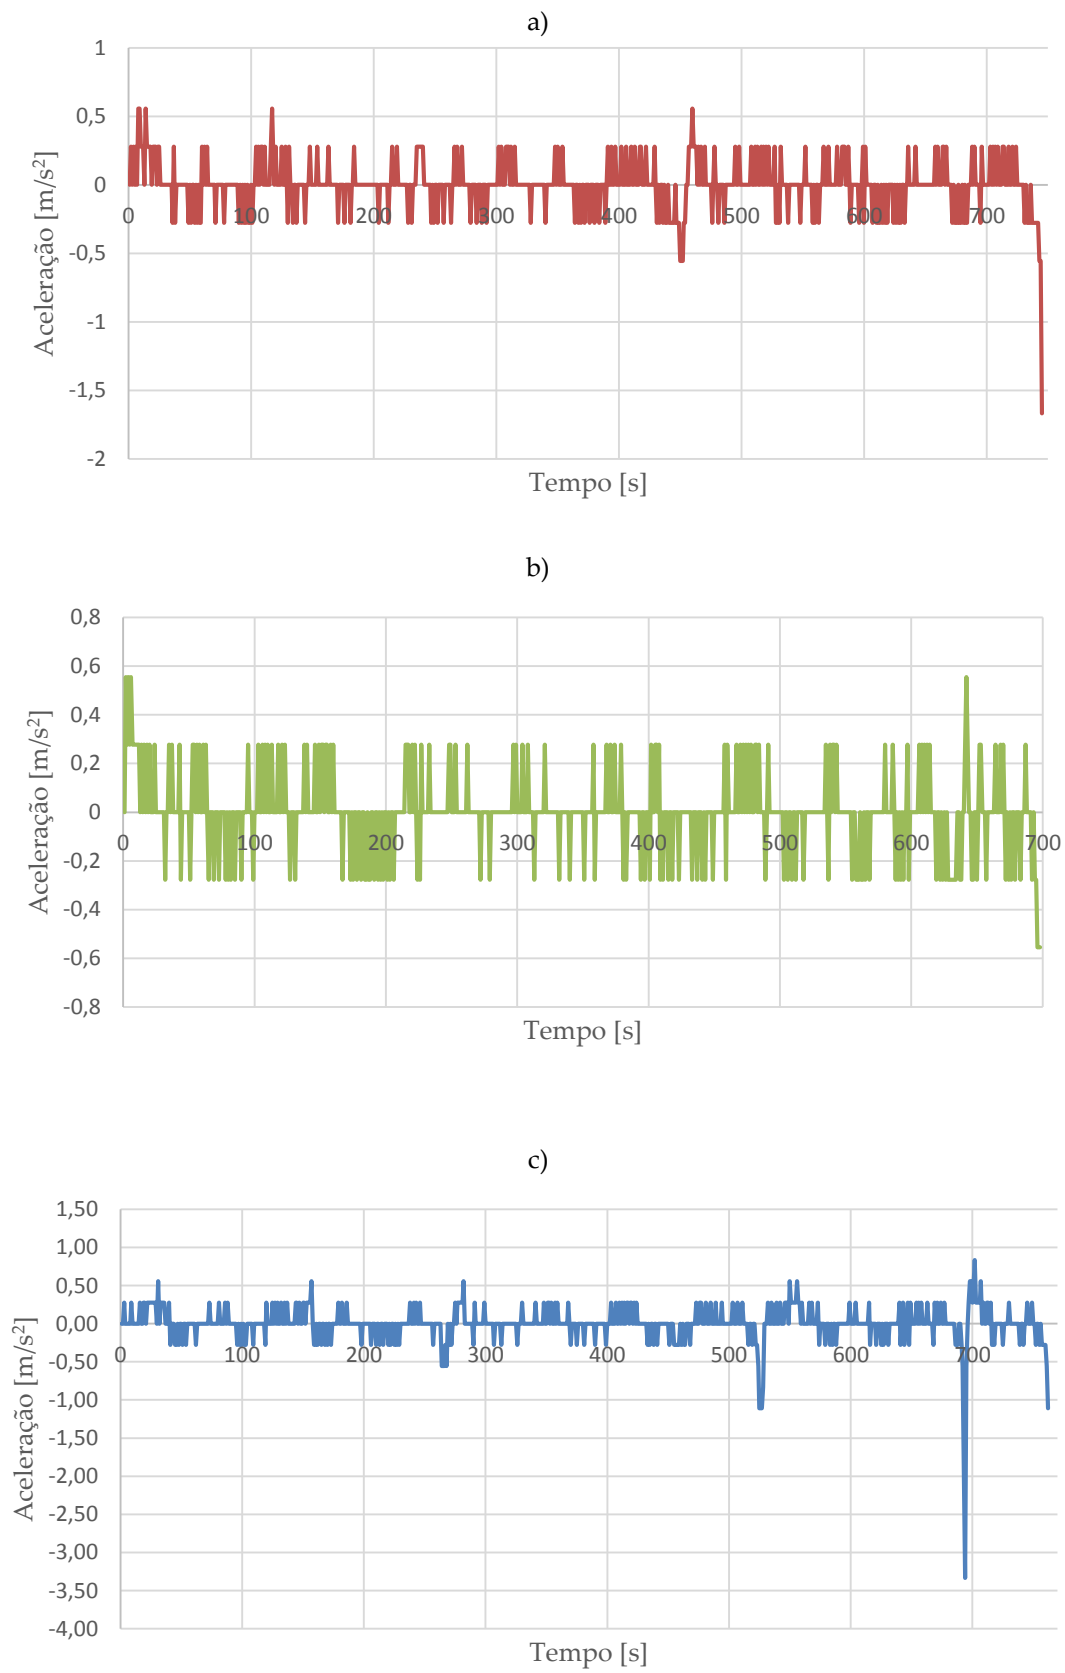 a)
1
0,5
0
-0,5
-1
-1,5
-2
0 100 200 300 400 500 600 700
Aceleração [m/s²]
Tempo [s]
b)
0,8
0,6
0,4
0,2
0
-0,2
-0,4
-0,6
-0,8
0 100 200 300 400 500 600 700
Aceleração [m/s²]
Tempo [s]
c)
1,50
1,00
0,50
0,00
-0,50
-1,00
-1,50
-2,00
-2,50
-3,00
-3,50
-4,00
0 100 200 300 400 500 600 700
Aceleração [m/s²]
Tempo [s]